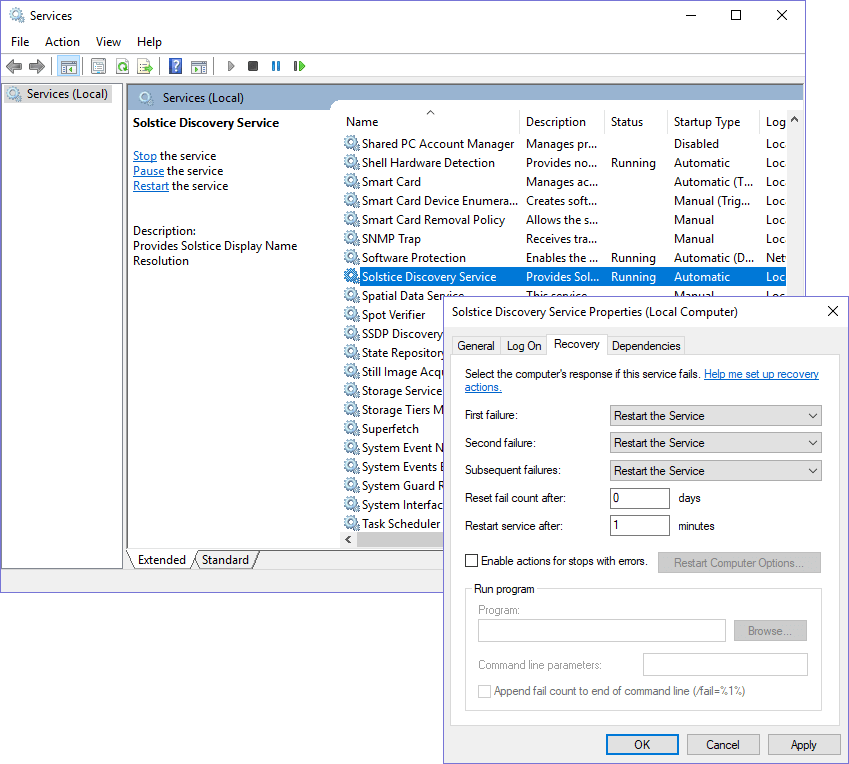 Services
File Action View Help
Services (Local)
Services (Local)
Solstice Discovery Service
Stop the service
Pause the service
Restart the service
Description:
Provides Solstice Display Name
Resolution
Name Description Status Startup Type Log
Shared PC Account Manager Manages pr... Disabled Loc
Shell Hardware Detection Provides no... Running Automatic Loc
Smart Card Manages ac... Automatic (T... Loc
Smart Card Device Enumera... Creates soft... Manual (Trig... Loc
Smart Card Removal Policy Allows the s... Manual Loc
SNMP Trap Receives tra... Manual Loc
Software Protection Enables the ... Running Automatic (D... Net
Solstice Discovery Service Provides Sol... Running Automatic Loc
Spatial Data Service This service Manual Loc
Spot Verifier
SSDP Discovery
State Repository
Still Image Acqu
Storage Service
Storage Tiers M
Superfetch
System Event N
System Events B
System Guard R
System Interfac
Task Scheduler
Extended Standard
Solstice Discovery Service Properties (Local Computer)
General Log On Recovery Dependencies
Select the computer's response if this service fails. Help me set up recovery
actions.
First failure: Restart the Service
Second failure: Restart the Service
Subsequent failures: Restart the Service
Reset fail count after: 0 days
Restart service after: 1 minutes
Enable actions for stops with errors. Restart Computer Options...
Run program
Program:
Browse...
Command line parameters:
Append fail count to end of command line (/fail=%1%)
OK Cancel Apply